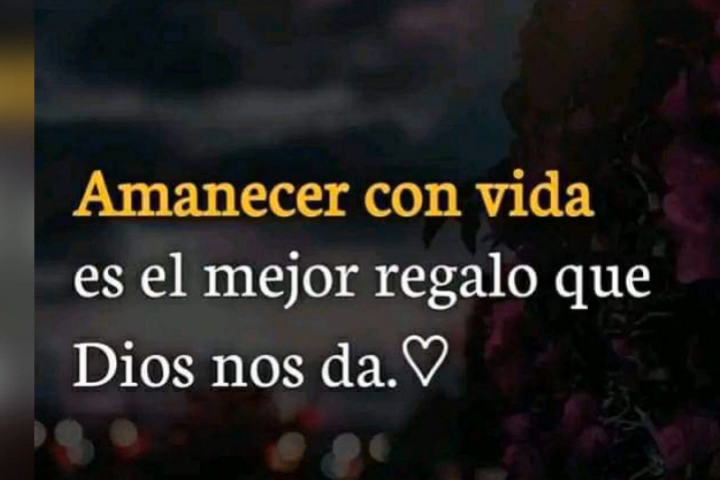 Amanecer con vida
es el mejor regalo que
Dios nos da.♡